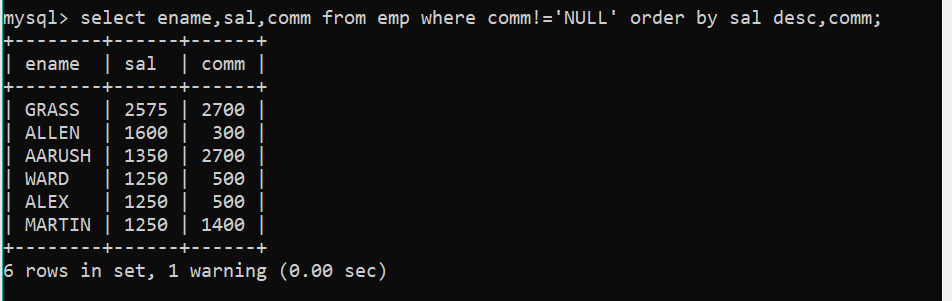 mysql> select ename,sal,comm from emp where comm!='NULL' order by sal desc,comm;
+--------+------+------+
| ename  | sal  | comm |
+--------+------+------+
| GRASS  | 2575 | 2700 |
| ALLEN  | 1600 |  300 |
| AARUSH | 1350 | 2700 |
| WARD   | 1250 |  500 |
| ALEX   | 1250 |  500 |
| MARTIN | 1250 | 1400 |
+--------+------+------+
6 rows in set, 1 warning (0.00 sec)